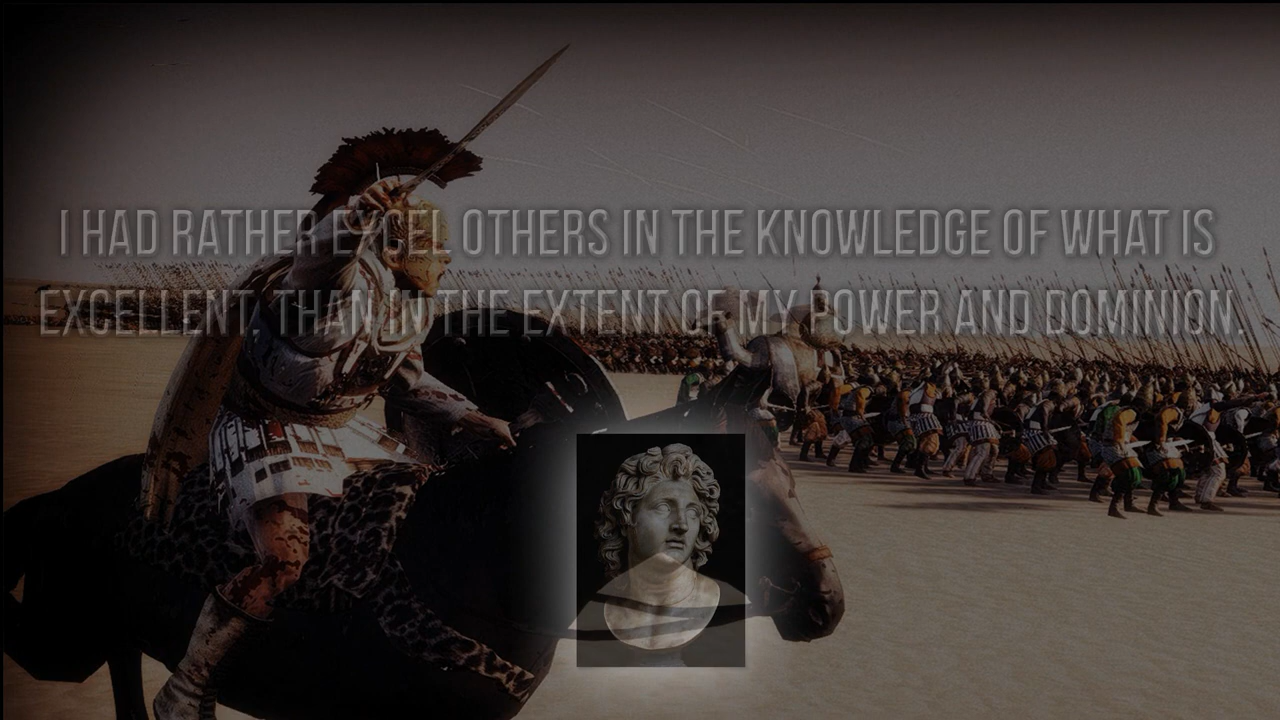 I HAD RATHER EXCEL OTHERS IN THE KNOWLEDGE OF WHAT IS
EXCELLENT, THAN IN THE EXTENT OF MY POWER AND DOMINION.